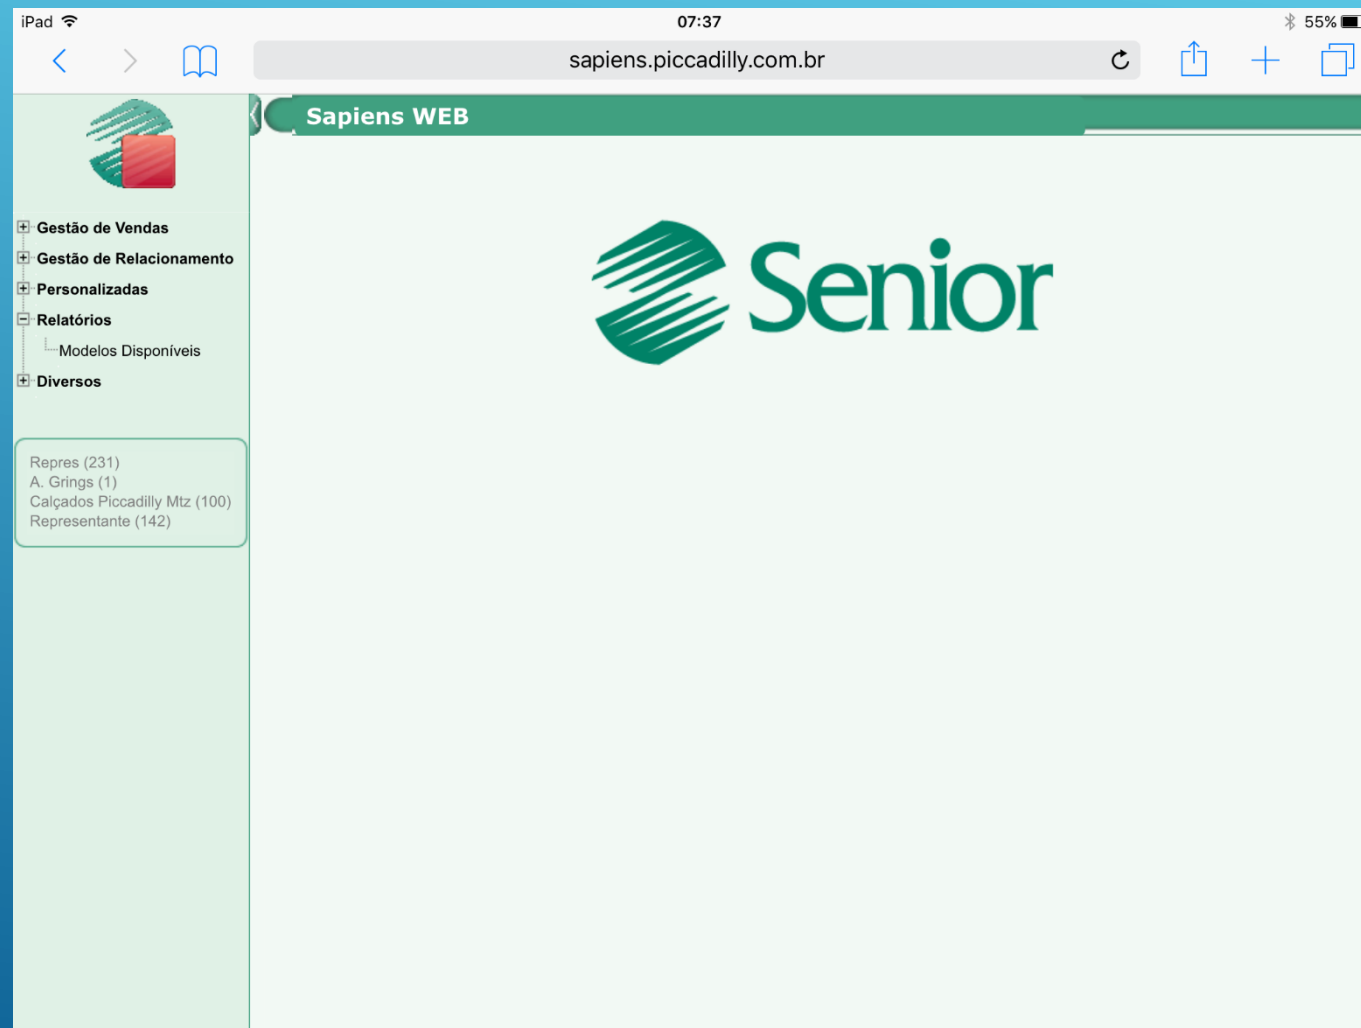 iPad 07:37 55%
sapiens.piccadilly.com.br
Sapiens WEB
Gestão de Vendas
Gestão de Relacionamento
Personalizadas
Relatórios
Modelos Disponíveis
Diversos
Repres (231)
A. Grings (1)
Calçados Piccadilly Mtz (100)
Representante (142)
Senior